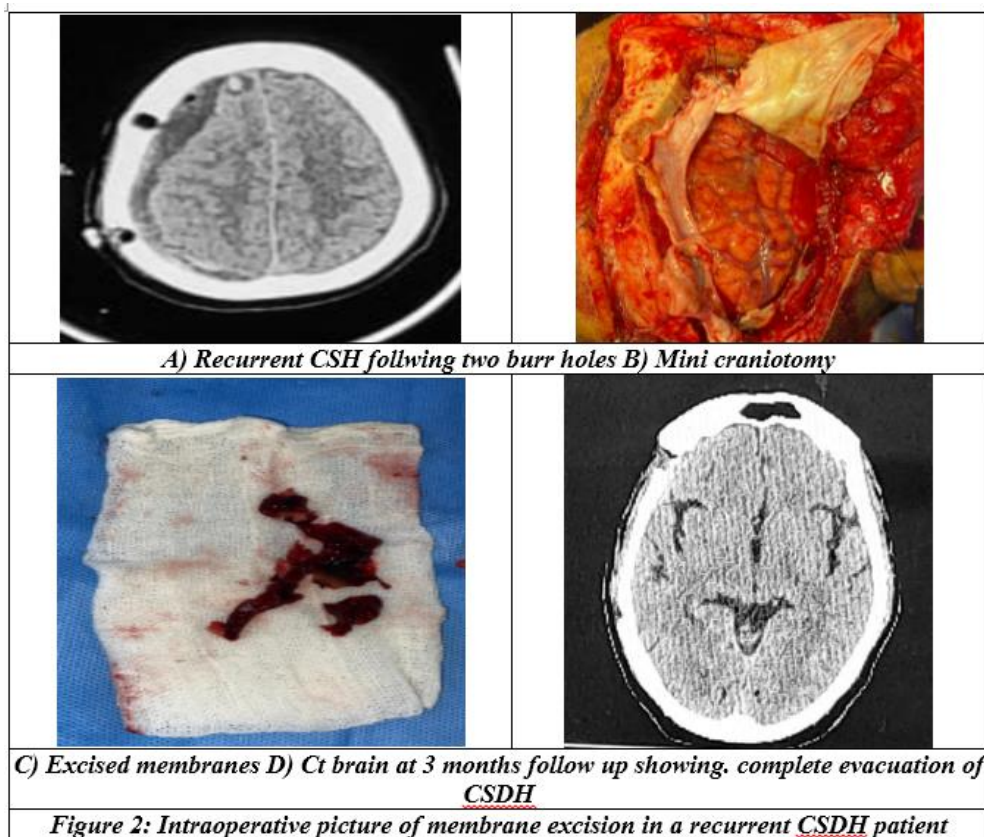 A) Recurrent CSH follwing two burr holes B) Mini craniotomy
C) Excised membranes D) Ct brain at 3 months follow up showing. complete evacuation of
CSDH
Figure 2: Intraoperative picture of membrane excision in a recurrent CSDH patient